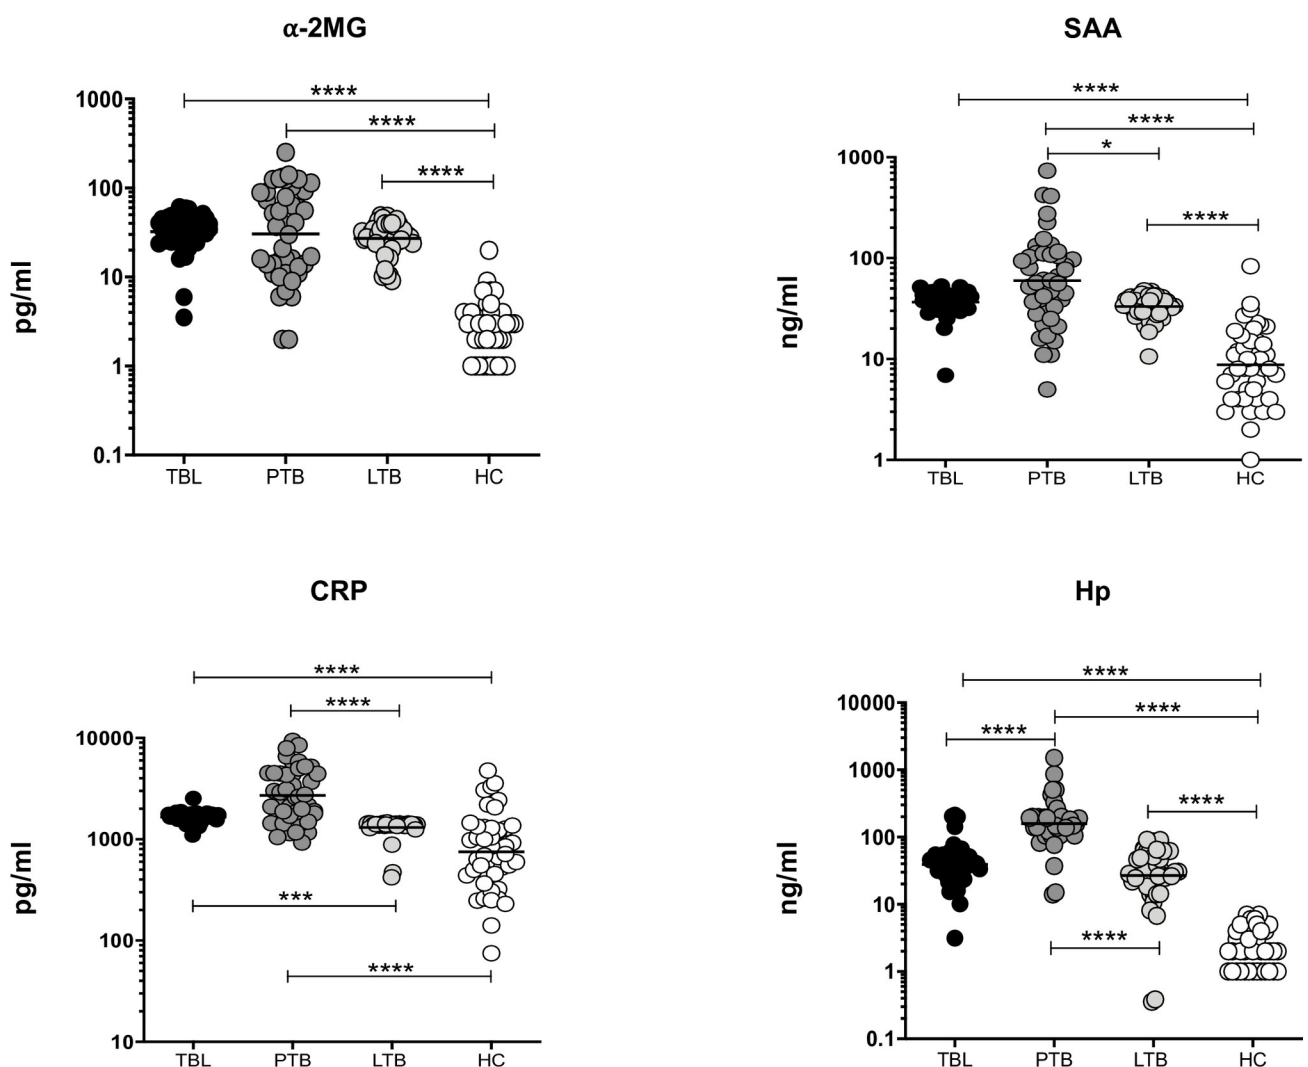 α-2MG
SAA
****
****
****
pg/ml
1000
100
10
1
0.1
TBL PTB LTB HC
****
****
*
****
ng/ml
1000
100
10
1
TBL PTB LTB HC
CRP
Hp
****
****
***
****
pg/ml
10000
1000
100
10
TBL PTB LTB HC
****
****
****
****
****
ng/ml
10000
1000
100
10
1
0.1
TBL PTB LTB HC